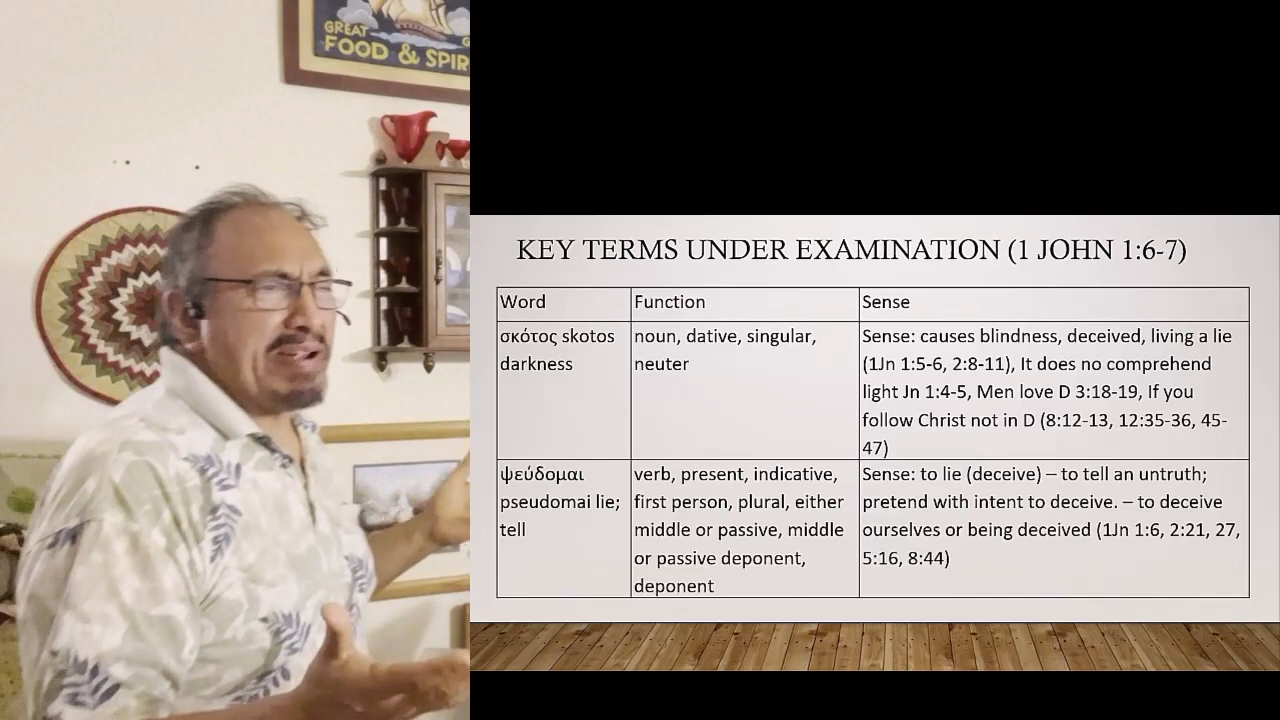 GREAT
FOOD & SPIR
KEY TERMS UNDER EXAMINATION (1 JOHN 1:6-7)
Word
Function
Sense
σκότος skotos
darkness
noun, dative, singular,
neuter
Sense: causes blindness, deceived, living a lie
(1Jn 1:5-6, 2:8-11), It does no comprehend
light Jn 1:4-5, Men love D 3:18-19, If you
follow Christ not in D (8:12-13, 12:35-36, 45-
47)
ψεύδομαι
pseudomai lie;
tell
verb, present, indicative,
first person, plural, either
middle or passive, middle
or passive deponent,
deponent
Sense: to lie (deceive) – to tell an untruth;
pretend with intent to deceive. – to deceive
ourselves or being deceived (1Jn 1:6, 2:21, 27,
5:16, 8:44)